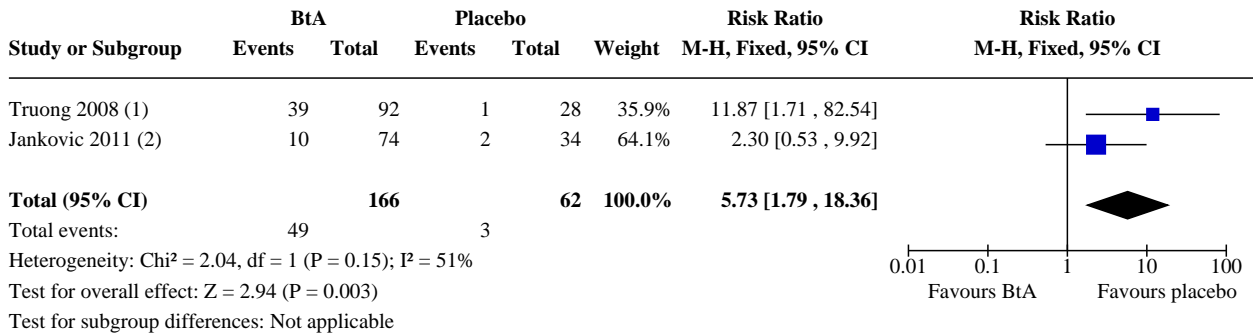 BtA Placebo Risk Ratio Risk Ratio
Study or Subgroup Events Total Events Total Weight M-H, Fixed, 95% CI M-H, Fixed, 95% CI
Truong 2008 (1) 39 92 1 28 35.9% 11.87 [1.71 , 82.54]
Jankovic 2011 (2) 10 74 2 34 64.1% 2.30 [0.53 , 9.92]
Total (95% CI) 166 62 100.0% 5.73 [1.79 , 18.36]
Total events: 49 3
Heterogeneity: Chi² = 2.04, df = 1 (P = 0.15); I² = 51%
0.01 0.1 1 10 100
Test for overall effect: Z = 2.94 (P = 0.003)
Favours BtA Favours placebo
Test for subgroup differences: Not applicable